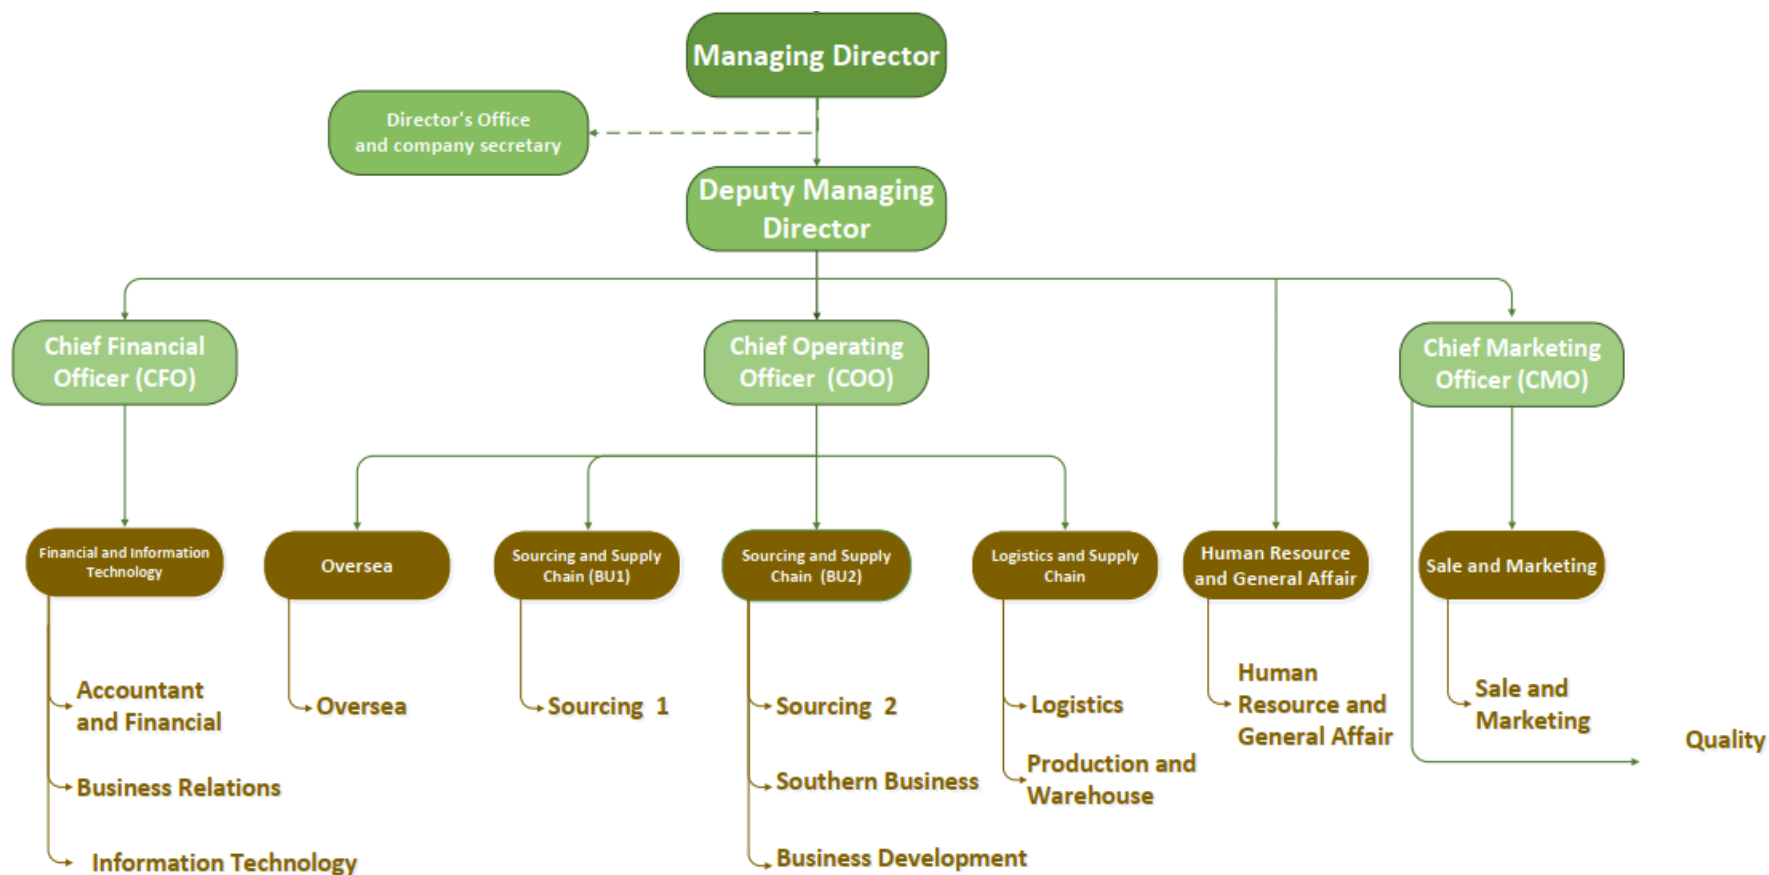 Managing Director
Director's Office
and company secretary
Deputy Managing
Director
Chief Financial
Officer (CFO)
Chief Operating
Officer (COO)
Chief Marketing
Officer (CMO)
Financial and Information
Technology
Oversea
Sourcing and Supply
Chain (BU1)
Sourcing and Supply
Chain (BU2)
Logistics and Supply
Chain
Human Resource
and General Affair
Sale and Marketing
Accountant
and Financial
Business Relations
Information Technology
Oversea
Sourcing 1
Sourcing 2
Southern Business
Business Development
Logistics
Production and
Warehouse
Human
Resource and
General Affair
Sale and
Marketing
Quality